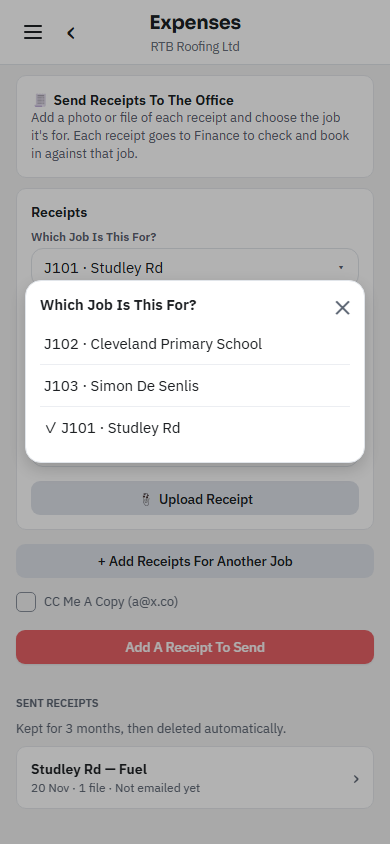 Expenses
RTB Roofing Ltd
Send Receipts To The Office
Add a photo or file of each receipt and choose the job
it's for. Each receipt goes to Finance to check and book
in against that job.
Receipts
Which Job Is This For?
J101 · Studley Rd
Which Job Is This For?
J102 · Cleveland Primary School
J103 · Simon De Senlis
✓ J101 · Studley Rd
Upload Receipt
+ Add Receipts For Another Job
CC Me A Copy (a@x.co)
Add A Receipt To Send
SENT RECEIPTS
Kept for 3 months, then deleted automatically.
Studley Rd — Fuel
20 Nov · 1 file · Not emailed yet